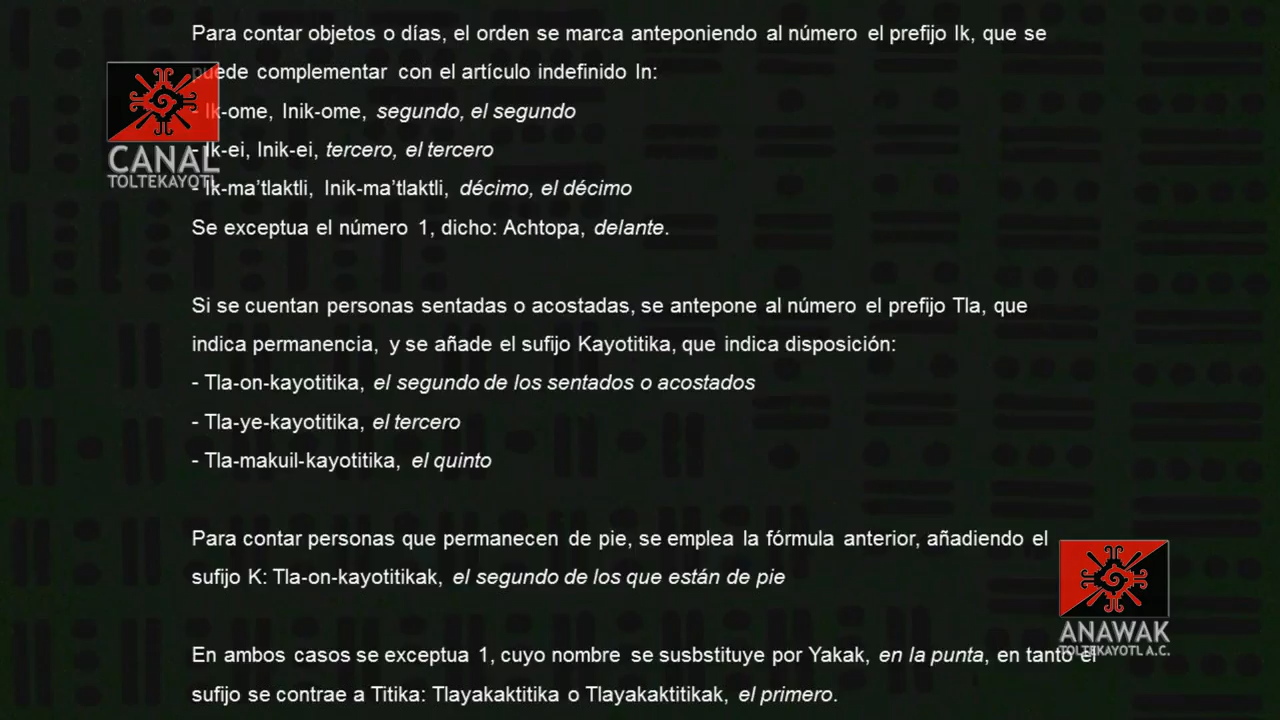 Para contar objetos o días, el orden se marca anteponiendo al número el prefijo Ik, que se
puede complementar con el artículo indefinido In:
- Ik-ome, Inik-ome, segundo, el segundo
- Ik-ei, Inik-ei, tercero, el tercero
CANAL
TOLTEKAYOTL
- Ik-ma’tlaktli, Inik-ma’tlaktli, décimo, el décimo
Se exceptua el número 1, dicho: Achtopa, delante.
Si se cuentan personas sentadas o acostadas, se antepone al número el prefijo Tla, que
indica permanencia, y se añade el sufijo Kayotitika, que indica disposición:
- Tla-on-kayotitika, el segundo de los sentados o acostados
- Tla-ye-kayotitika, el tercero
- Tla-makuil-kayotitika, el quinto
Para contar personas que permanecen de pie, se emplea la fórmula anterior, añadiendo el
sufijo K: Tla-on-kayotitikak, el segundo de los que están de pie
ANAWAK
TOLTEKAYOTL A.C.
En ambos casos se exceptua 1, cuyo nombre se susbstituye por Yakak, en la punta, en tanto el
sufijo se contrae a Titika: Tlayakaktitika o Tlayakaktitikak, el primero.